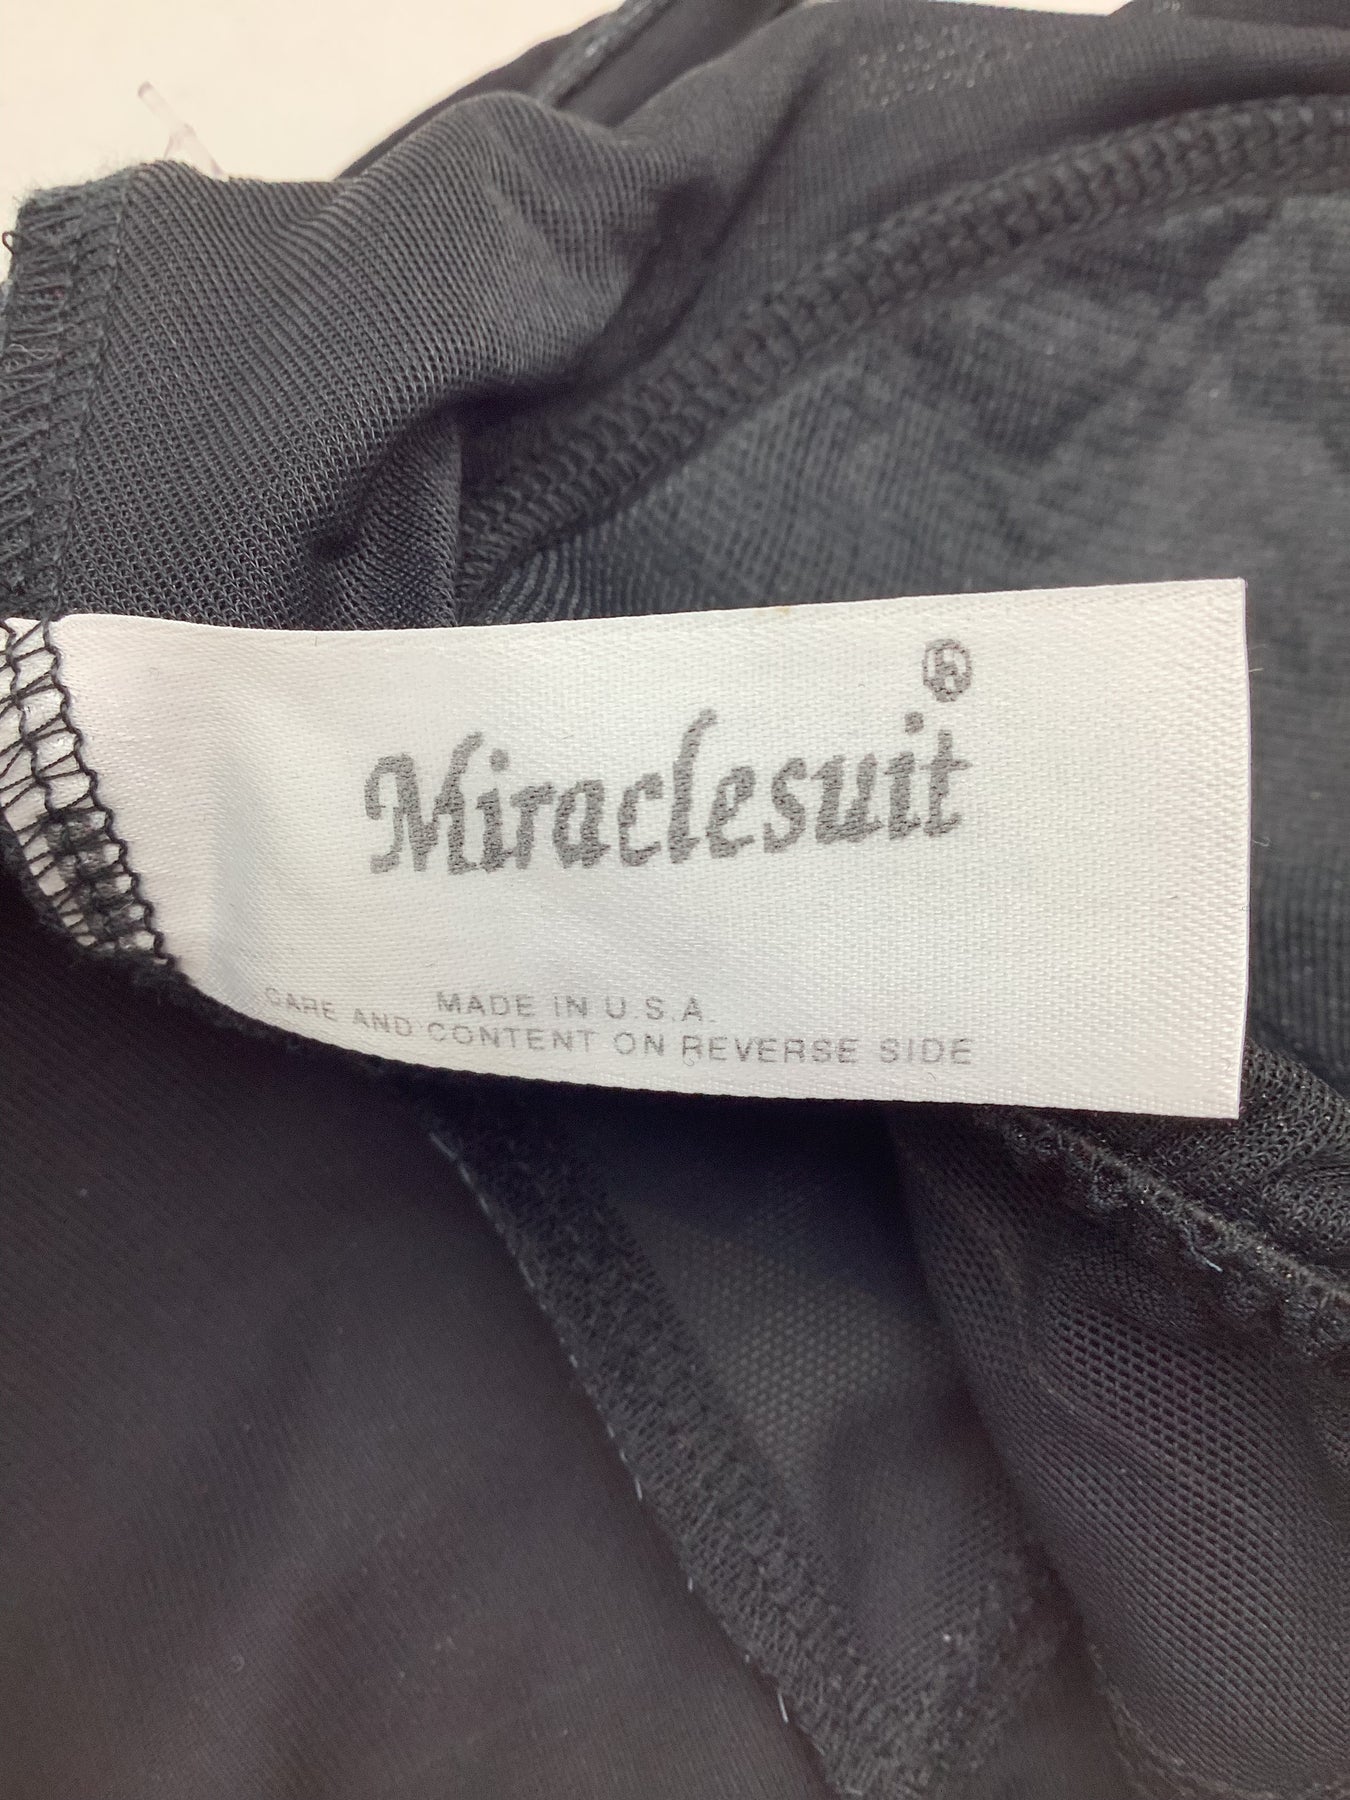 Miraclesuit®
MADE IN U.S.A.
CARE AND CONTENT ON REVERSE SIDE